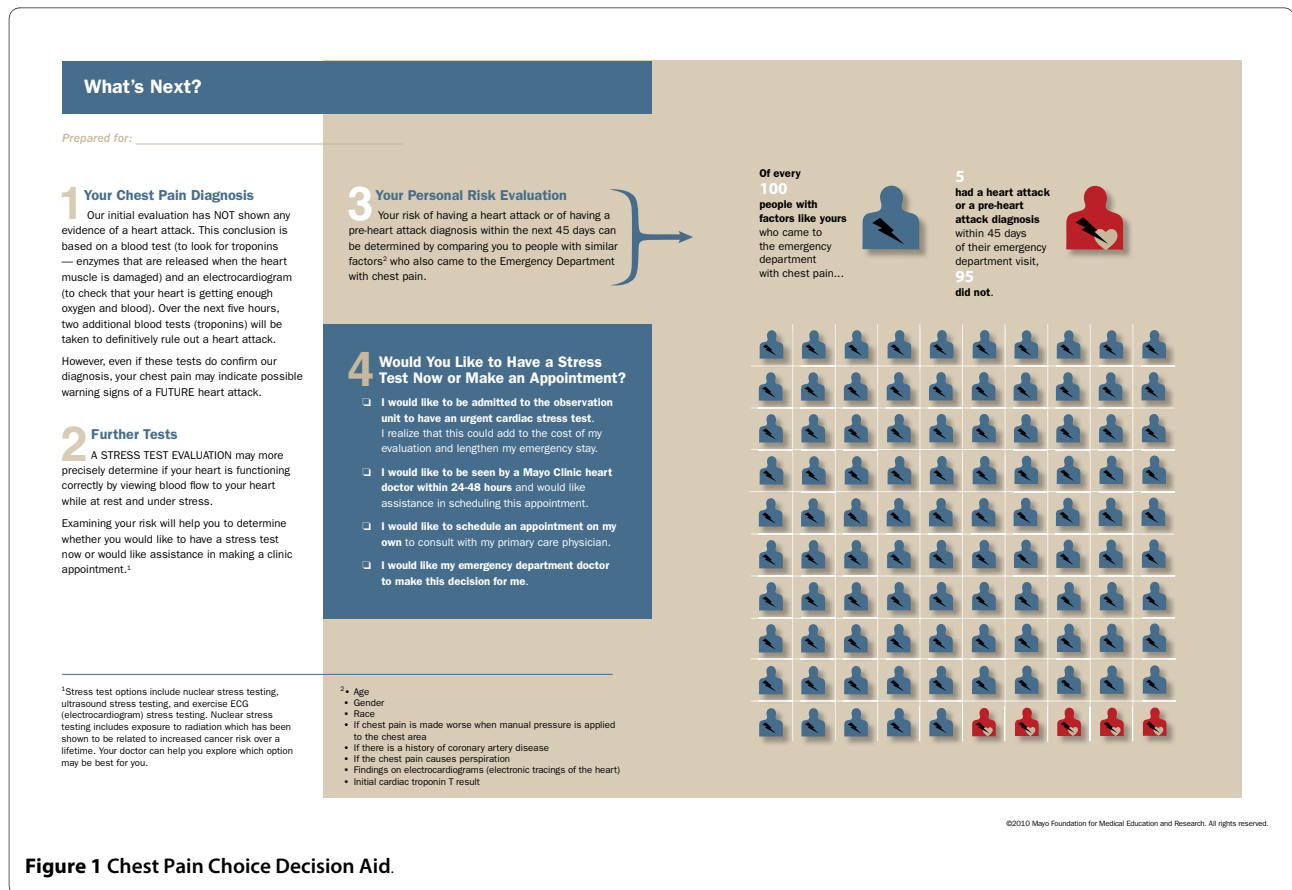 What's Next?
Prepared for:
1 Your Chest Pain Diagnosis
Our initial evaluation has NOT shown any
evidence of a heart attack. This conclusion is
based on a blood test (to look for troponins
— enzymes that are released when the heart
muscle is damaged) and an electrocardiogram
(to check that your heart is getting enough
oxygen and blood). Over the next five hours,
two additional blood tests (troponins) will be
taken to definitively rule out a heart attack.
However, even if these tests do confirm our
diagnosis, your chest pain may indicate possible
warning signs of a FUTURE heart attack.
2 Further Tests
A STRESS TEST EVALUATION may more
precisely determine if your heart is functioning
correctly by viewing blood flow to your heart
while at rest and under stress.
Examining your risk will help you to determine
whether you would like to have a stress test
now or would like assistance in making a clinic
appointment.¹
3 Your Personal Risk Evaluation
Your risk of having a heart attack or of having a
pre-heart attack diagnosis within the next 45 days can
be determined by comparing you to people with similar
factors² who also came to the Emergency Department
with chest pain.
4 Would You Like to Have a Stress
Test Now or Make an Appointment?
❏ I would like to be admitted to the observation
unit to have an urgent cardiac stress test.
I realize that this could add to the cost of my
evaluation and lengthen my emergency stay.
❏ I would like to be seen by a Mayo Clinic heart
doctor within 24-48 hours and would like
assistance in scheduling this appointment.
❏ I would like to schedule an appointment on my
own to consult with my primary care physician.
❏ I would like my emergency department doctor
to make this decision for me.
Of every
100
people with
factors like yours
who came to
the emergency
department
with chest pain...
5
had a heart attack
or a pre-heart
attack diagnosis
within 45 days
of their emergency
department visit,
95
did not.
¹Stress test options include nuclear stress testing,
ultrasound stress testing, and exercise ECG
(electrocardiogram) stress testing. Nuclear stress
testing includes exposure to radiation which has been
shown to be related to increased cancer risk over a
lifetime. Your doctor can help you explore which option
may be best for you.
²• Age
• Gender
• Race
• If chest pain is made worse when manual pressure is applied
to the chest area
• If there is a history of coronary artery disease
• If the chest pain causes perspiration
• Findings on electrocardiograms (electronic tracings of the heart)
• Initial cardiac troponin T result
©2010 Mayo Foundation for Medical Education and Research. All rights reserved.
Figure 1 Chest Pain Choice Decision Aid.